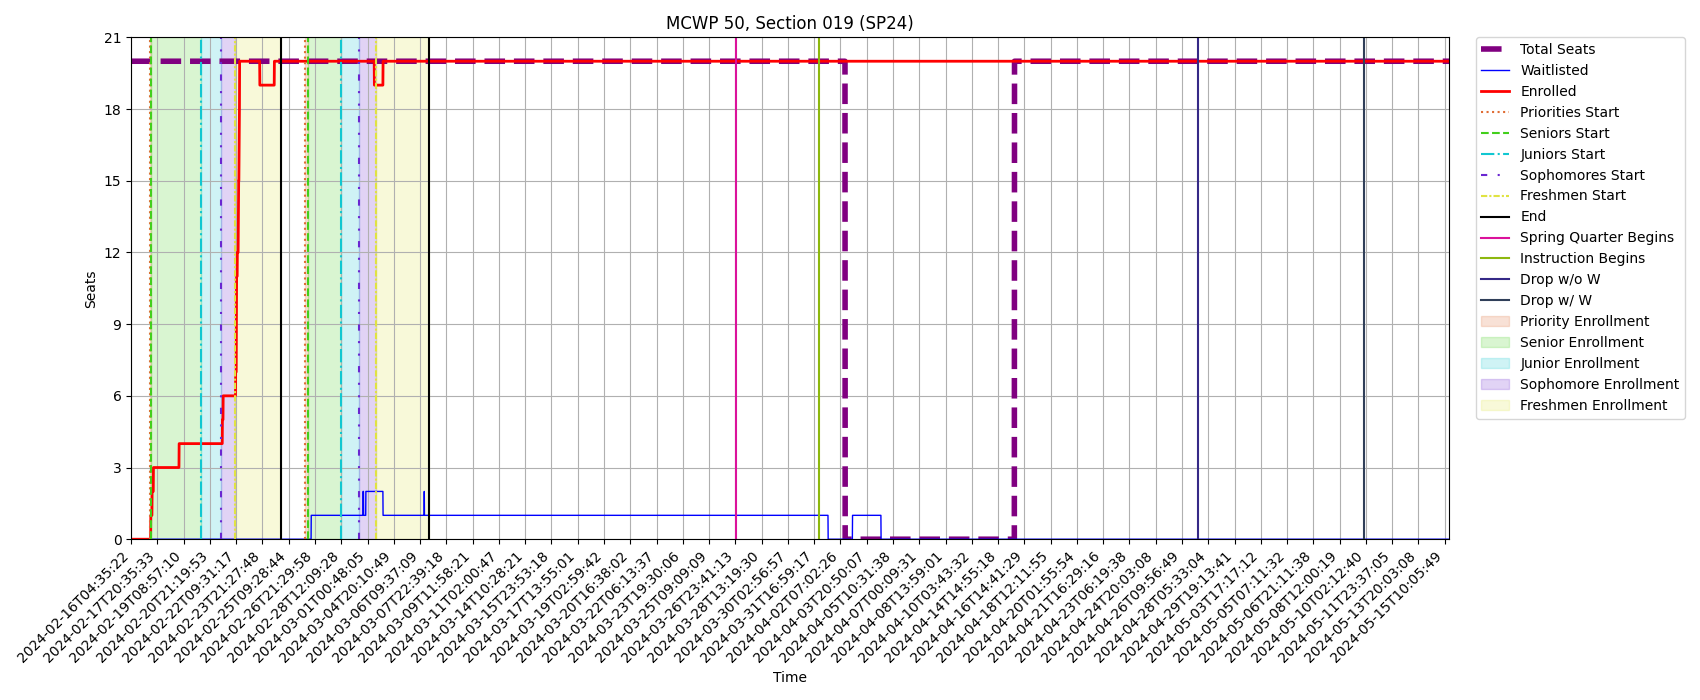 MCWP 50, Section 019 (SP24)
21
18
15
12
9
6
3
0
Seats
2024-02-16T04:35:22
2024-02-17T20:35:33
2024-02-19T08:57:10
2024-02-20T21:19:53
2024-02-22T09:31:17
2024-02-23T21:27:48
2024-02-25T09:28:44
2024-02-26T21:29:58
2024-02-28T12:09:28
2024-03-01T00:48:05
2024-03-04T20:10:49
2024-03-06T09:37:09
2024-03-07T22:39:18
2024-03-09T11:58:21
2024-03-11T02:00:47
2024-03-14T10:28:21
2024-03-15T23:53:18
2024-03-17T13:55:01
2024-03-19T02:59:42
2024-03-20T16:38:02
2024-03-22T06:13:37
2024-03-23T19:30:06
2024-03-25T09:09:09
2024-03-26T23:41:13
2024-03-28T13:19:30
2024-03-30T02:56:57
2024-03-31T16:59:17
2024-04-02T07:02:26
2024-04-03T20:50:07
2024-04-05T10:31:38
2024-04-07T00:09:31
2024-04-08T13:59:01
2024-04-10T03:43:32
2024-04-14T14:55:18
2024-04-16T14:41:29
2024-04-18T12:11:55
2024-04-20T01:55:54
2024-04-21T16:29:16
2024-04-23T06:19:38
2024-04-24T20:03:08
2024-04-26T09:56:49
2024-04-28T05:33:04
2024-04-29T19:13:41
2024-05-03T17:17:12
2024-05-05T07:11:32
2024-05-06T21:11:38
2024-05-08T12:00:19
2024-05-10T02:12:40
2024-05-11T23:37:05
2024-05-13T20:03:08
2024-05-15T10:05:49
Time
Total Seats
Waitlisted
Enrolled
Priorities Start
Seniors Start
Juniors Start
Sophomores Start
Freshmen Start
End
Spring Quarter Begins
Instruction Begins
Drop w/o W
Drop w/ W
Priority Enrollment
Senior Enrollment
Junior Enrollment
Sophomore Enrollment
Freshmen Enrollment